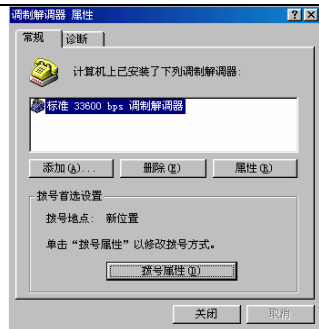 调制解调器 属性
常规 诊断
计算机上已安装了下列调制解调器:
标准 33600 bps 调制解调器
添加(A)... 删除(E) 属性(R)
拨号首选设置
拨号地点: 新位置
单击“拨号属性”以修改拨号方式。
拨号属性(D)
关闭 取消